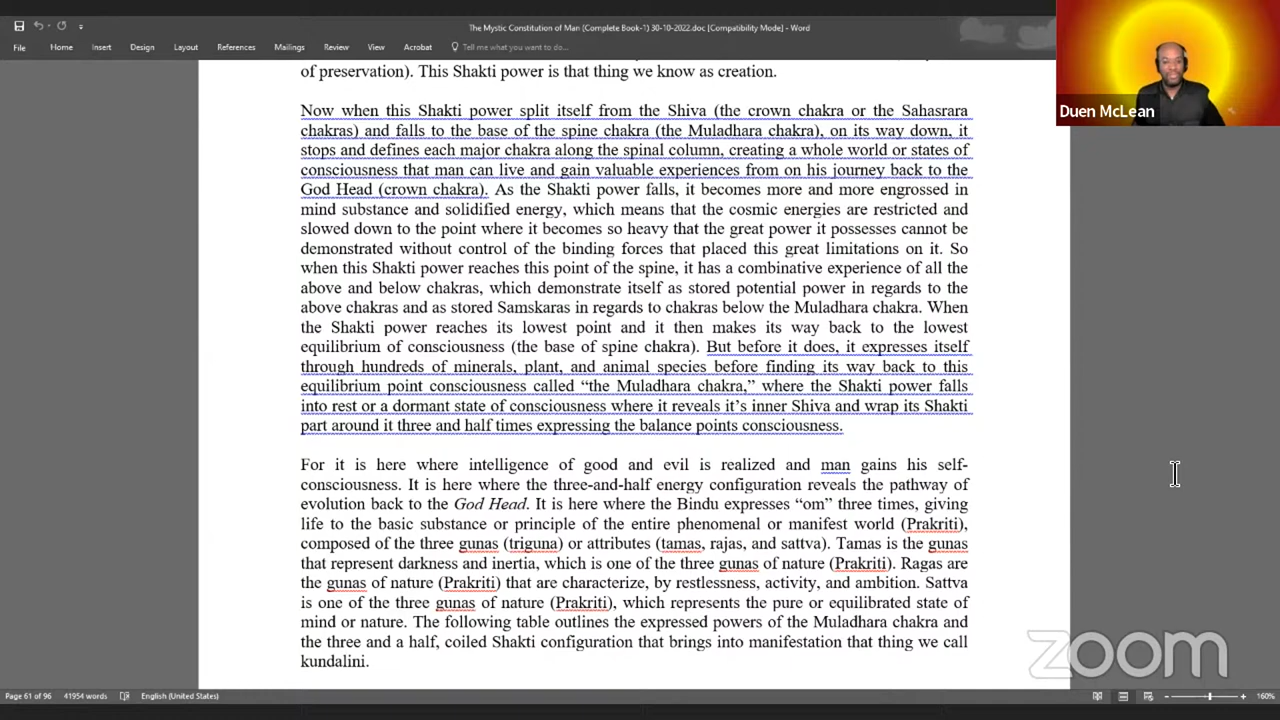 The Mystic Constitution of Man (Complete Book-1) 30-10-2022.doc [Compatibility Mode] - Word
File Home Insert Design Layout References Mailings Review View Acrobat Tell me what you want to do...
Duen McLean
of preservation). This Shakti power is that thing we know as creation.
Now when this Shakti power split itself from the Shiva (the crown chakra or the Sahasrara
chakras) and falls to the base of the spine chakra (the Muladhara chakra), on its way down, it
stops and defines each major chakra along the spinal column, creating a whole world or states of
consciousness that man can live and gain valuable experiences from on his journey back to the
God Head (crown chakra). As the Shakti power falls, it becomes more and more engrossed in
mind substance and solidified energy, which means that the cosmic energies are restricted and
slowed down to the point where it becomes so heavy that the great power it possesses cannot be
demonstrated without control of the binding forces that placed this great limitations on it. So
when this Shakti power reaches this point of the spine, it has a combinative experience of all the
above and below chakras, which demonstrate itself as stored potential power in regards to the
above chakras and as stored Samskaras in regards to chakras below the Muladhara chakra. When
the Shakti power reaches its lowest point and it then makes its way back to the lowest
equilibrium of consciousness (the base of spine chakra). But before it does, it expresses itself
through hundreds of minerals, plant, and animal species before finding its way back to this
equilibrium point consciousness called “the Muladhara chakra,” where the Shakti power falls
into rest or a dormant state of consciousness where it reveals it’s inner Shiva and wrap its Shakti
part around it three and half times expressing the balance points consciousness.
For it is here where intelligence of good and evil is realized and man gains his self-
consciousness. It is here where the three-and-half energy configuration reveals the pathway of
evolution back to the God Head. It is here where the Bindu expresses “om” three times, giving
life to the basic substance or principle of the entire phenomenal or manifest world (Prakriti),
composed of the three gunas (triguna) or attributes (tamas, rajas, and sattva). Tamas is the gunas
that represent darkness and inertia, which is one of the three gunas of nature (Prakriti). Ragas are
the gunas of nature (Prakriti) that are characterize, by restlessness, activity, and ambition. Sattva
is one of the three gunas of nature (Prakriti), which represents the pure or equilibrated state of
mind or nature. The following table outlines the expressed powers of the Muladhara chakra and
the three and a half, coiled Shakti configuration that brings into manifestation that thing we call
kundalini.
zoom
Page 61 of 96 41954 words English (United States) 160%